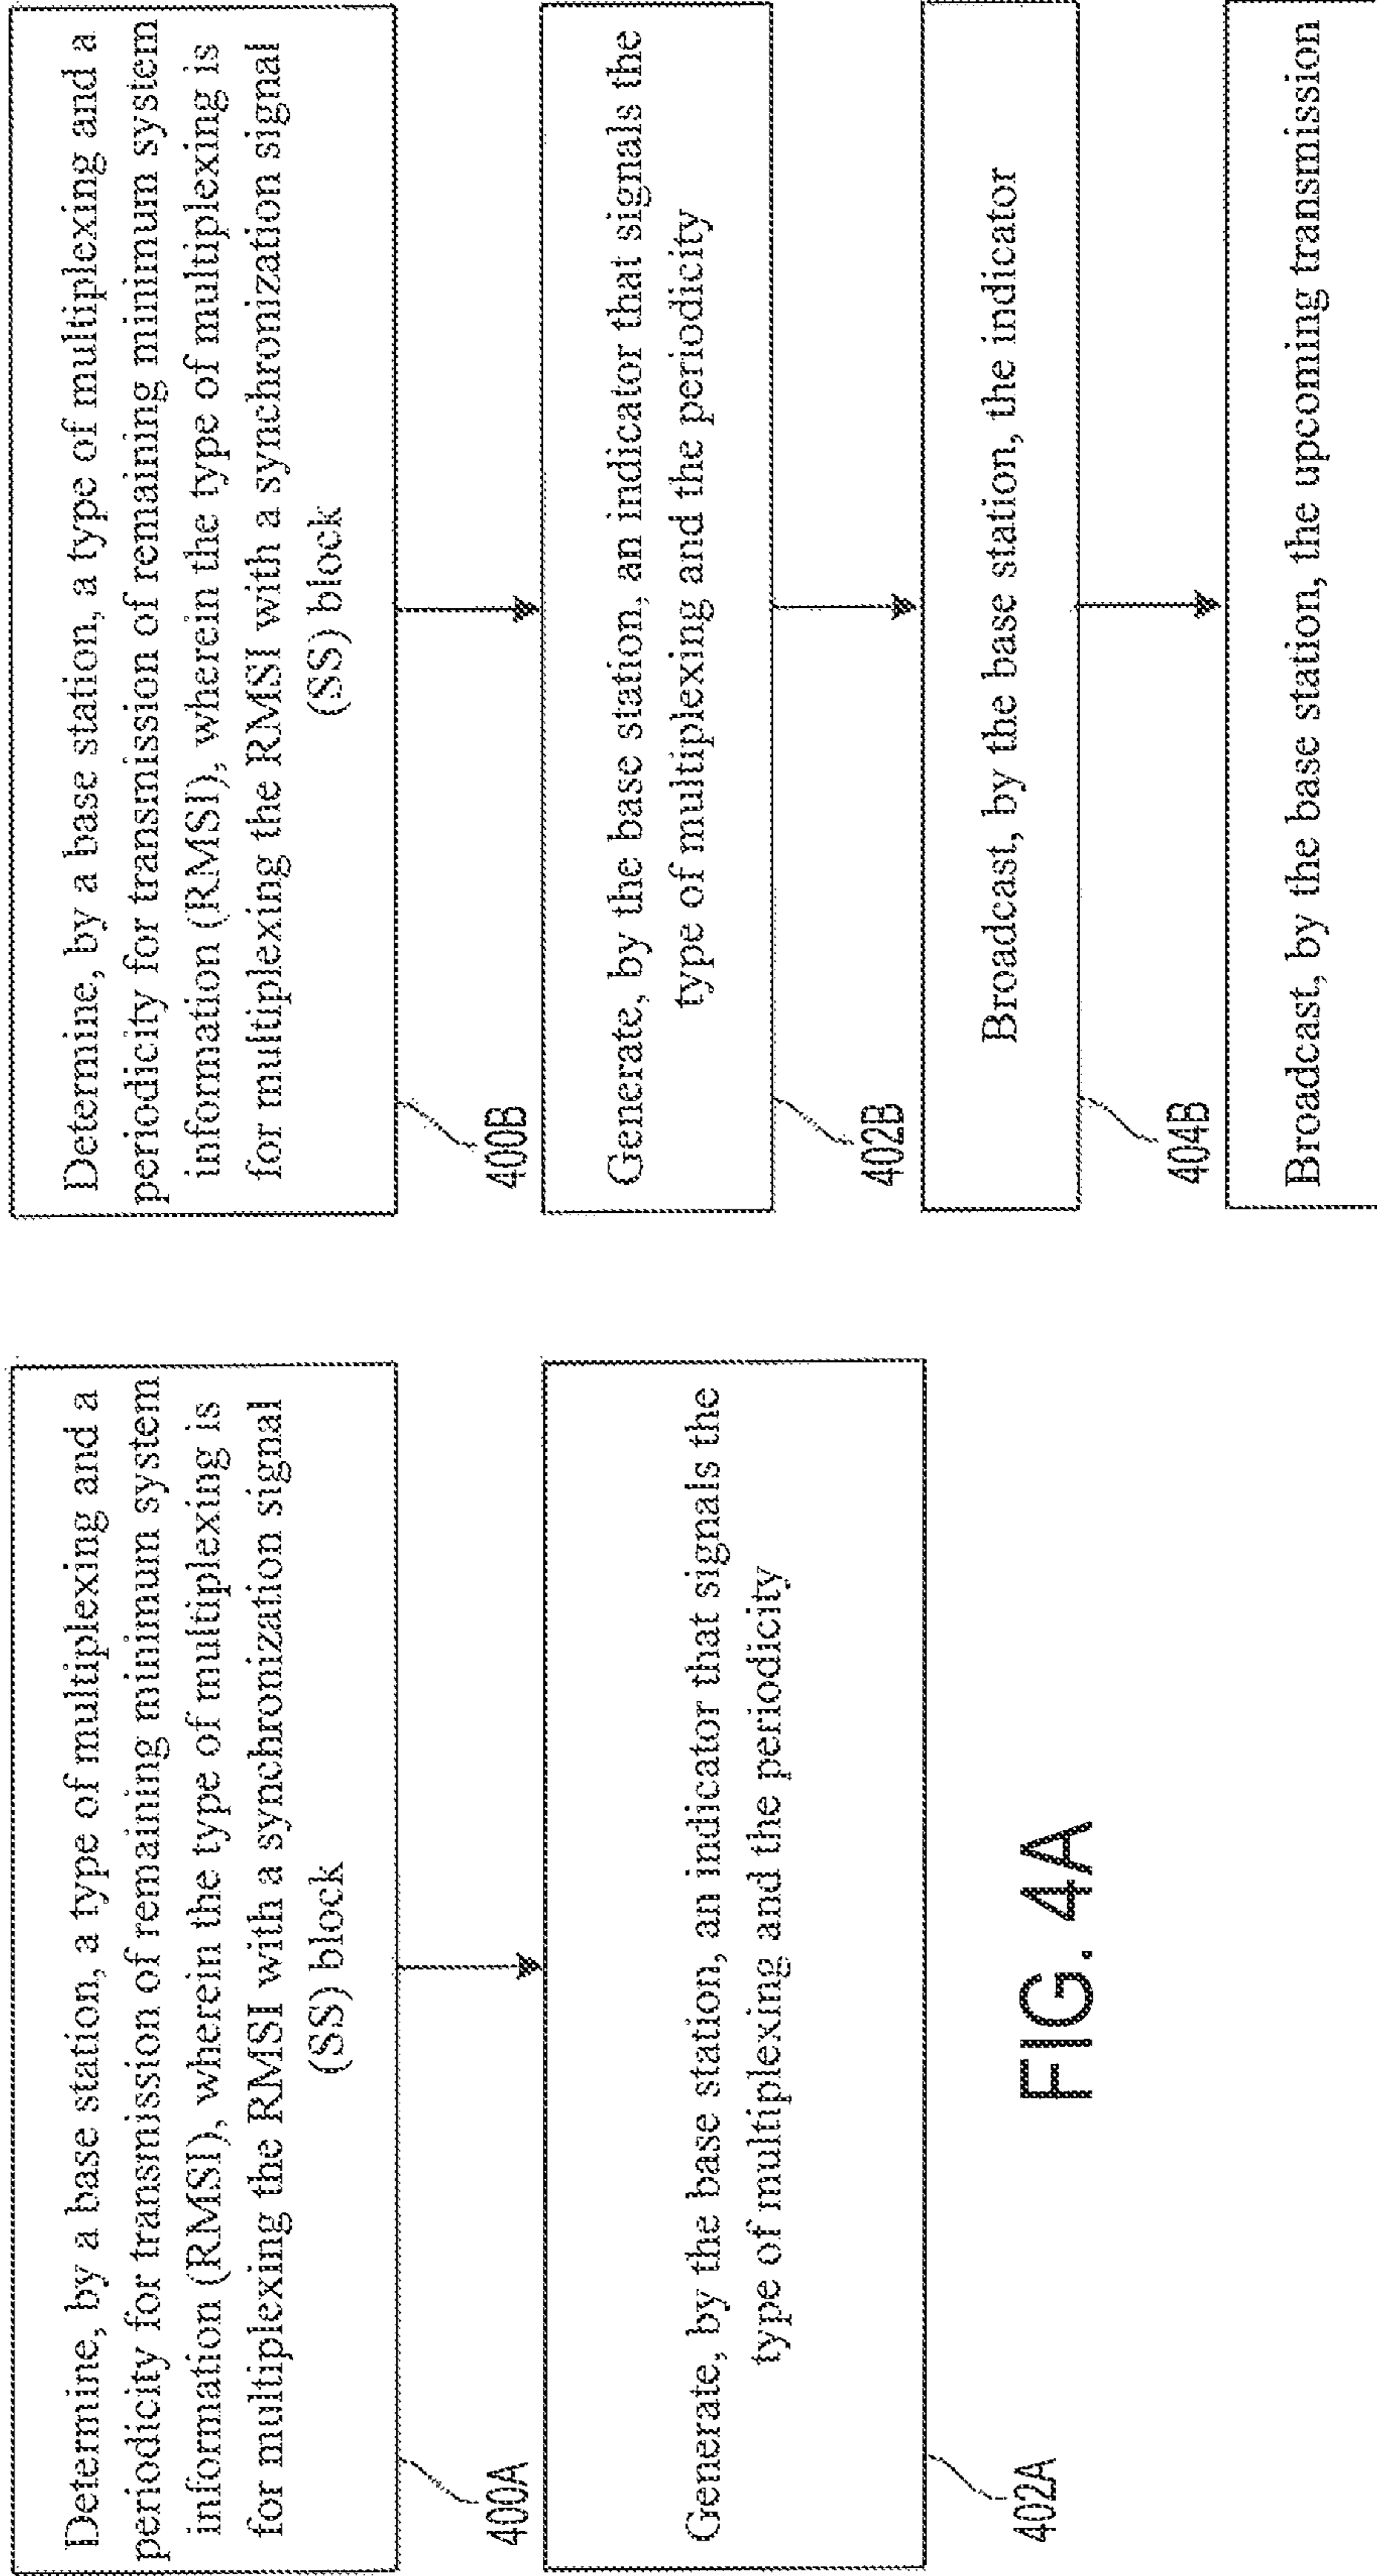 Determine, by a base station, a type of multiplexing and a
periodicity for transmission of remaining minimum system
information (RMSI), wherein the type of multiplexing is
for multiplexing the RMSI with a synchronization signal
(SS) block
400A
Generate, by the base station, an indicator that signals the
type of multiplexing and the periodicity
402A
FIG. 4A
Determine, by a base station, a type of multiplexing and a
periodicity for transmission of remaining minimum system
information (RMSI), wherein the type of multiplexing is
for multiplexing the RMSI with a synchronization signal
(SS) block
400B
Generate, by the base station, an indicator that signals the
type of multiplexing and the periodicity
402B
Broadcast, by the base station, the indicator
404B
Broadcast, by the base station, the upcoming transmission